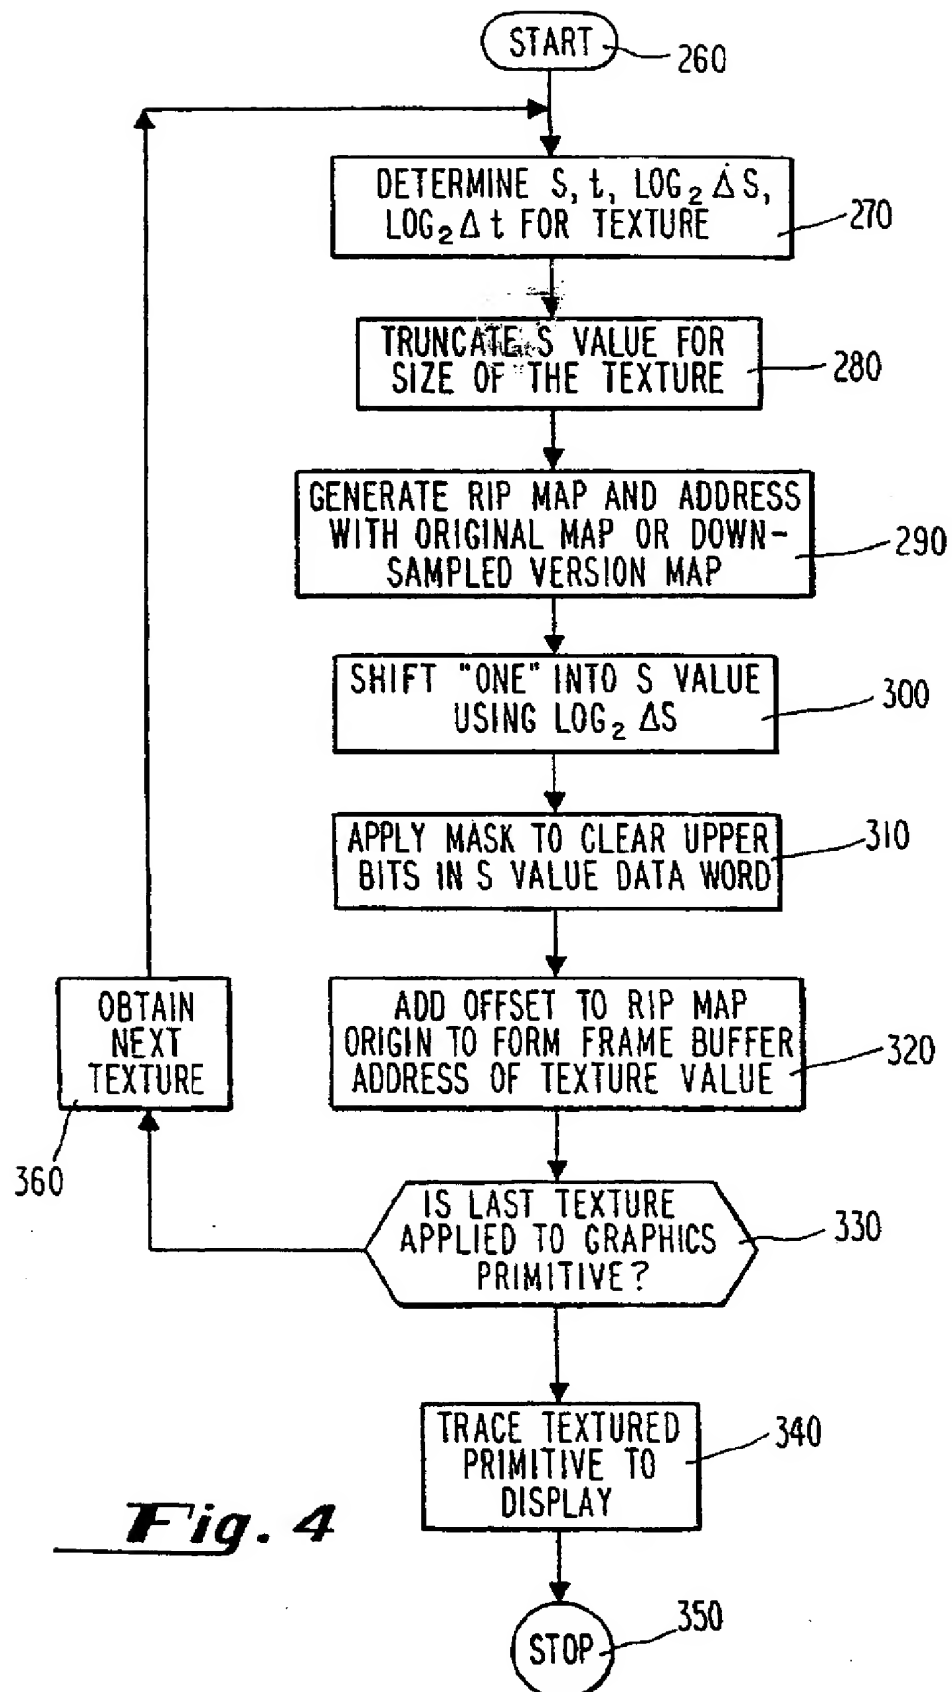 START
260
DETERMINE S, t, LOG₂ Δ S,
LOG₂ Δ t FOR TEXTURE
270
TRUNCATE S VALUE FOR
SIZE OF THE TEXTURE
280
GENERATE RIP MAP AND ADDRESS
WITH ORIGINAL MAP OR DOWN-
SAMPLED VERSION MAP
290
SHIFT "ONE" INTO S VALUE
USING LOG₂ ΔS
300
APPLY MASK TO CLEAR UPPER
BITS IN S VALUE DATA WORD
310
OBTAIN
NEXT
TEXTURE
360
ADD OFFSET TO RIP MAP
ORIGIN TO FORM FRAME BUFFER
ADDRESS OF TEXTURE VALUE
320
IS LAST TEXTURE
APPLIED TO GRAPHICS
PRIMITIVE?
330
TRACE TEXTURED
PRIMITIVE TO
DISPLAY
340
Fig. 4
STOP
350